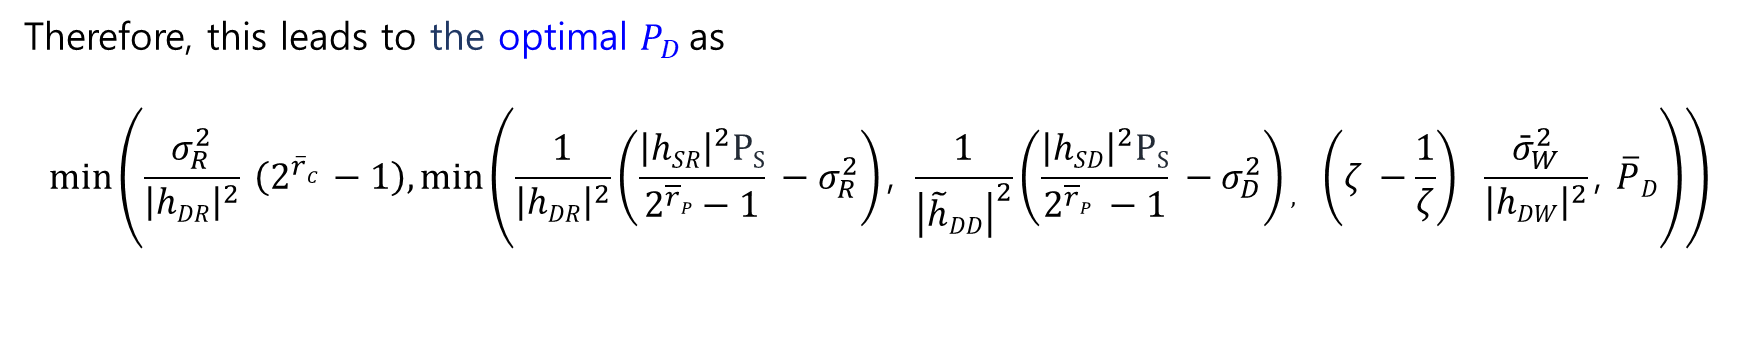 Therefore, this leads to the optimal P_D as
min( σ_R^2 / |h_DR|^2 (2^{r̄_C} − 1), min( 1 / |h_DR|^2 ( |h_SR|^2 P_S / (2^{r̄_P} − 1) − σ_R^2 ), 1 / |h̃_DD|^2 ( |h_SD|^2 P_S / (2^{r̄_P} − 1) − σ_D^2 ), ( ζ − 1/ζ ) σ̄_W^2 / |h_DW|^2, P̄_D ) )